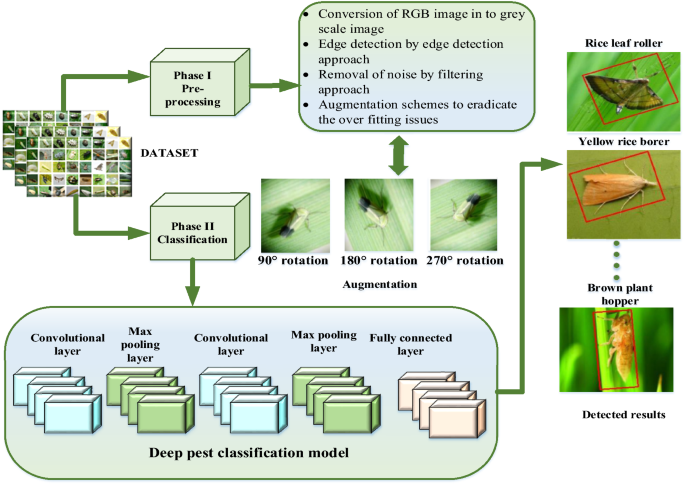 Phase I
Pre-
processing
• Conversion of RGB image in to grey
scale image
• Edge detection by edge detection
approach
• Removal of noise by filtering
approach
• Augmentation schemes to eradicate
the over fitting issues
Rice leaf roller
DATASET
Yellow rice borer
Phase II
Classification
90° rotation
180° rotation
270° rotation
Augmentation
Brown plant
hopper
Convolutional
layer
Max
pooling
layer
Convolutional
layer
Max pooling
layer
Fully connected
layer
Deep pest classification model
Detected results